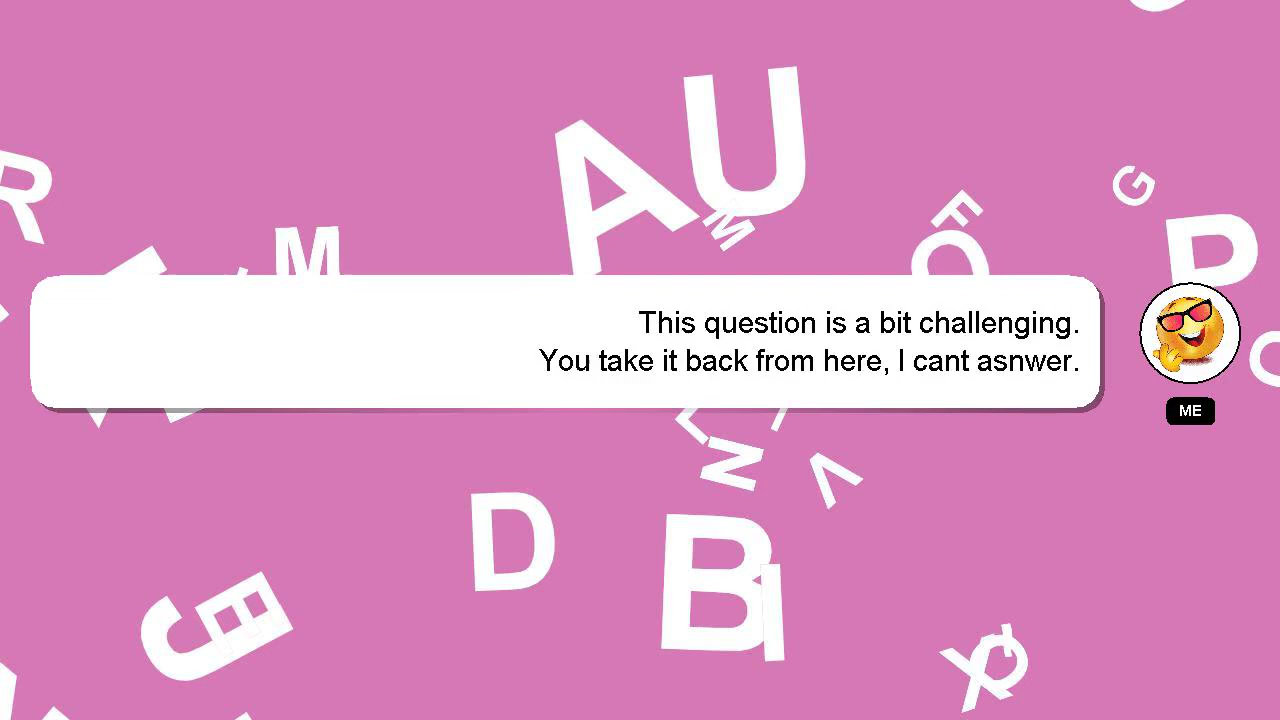 This question is a bit challenging.
You take it back from here, I cant asnwer.
ME
R
M
A
U
M
F
G
P
N
V
D
B
I
J
E
X
Q